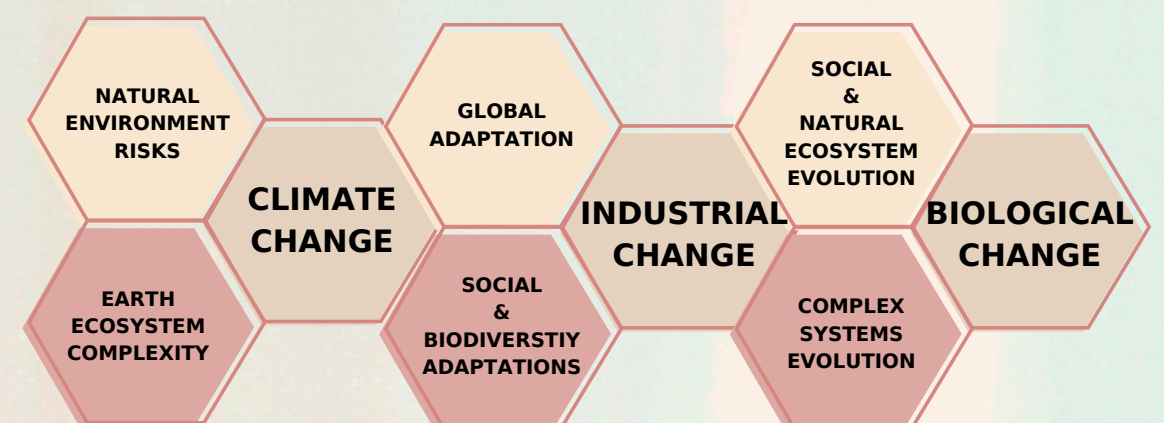 NATURAL
ENVIRONMENT
RISKS
EARTH
ECOSYSTEM
COMPLEXITY
CLIMATE
CHANGE
GLOBAL
ADAPTATION
SOCIAL
&
BIODIVERSTIY
ADAPTATIONS
INDUSTRIAL
CHANGE
SOCIAL
&
NATURAL
ECOSYSTEM
EVOLUTION
COMPLEX
SYSTEMS
EVOLUTION
BIOLOGICAL
CHANGE